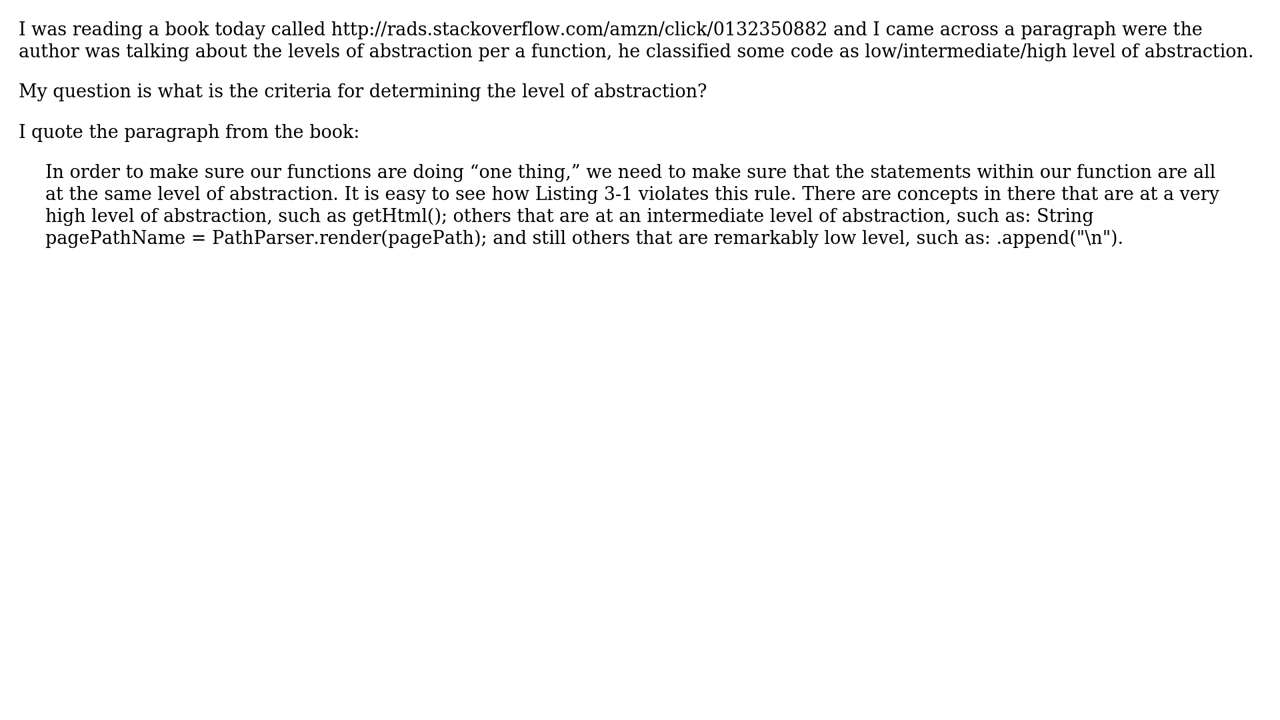 I was reading a book today called http://rads.stackoverflow.com/amzn/click/0132350882 and I came across a paragraph were the
author was talking about the levels of abstraction per a function, he classified some code as low/intermediate/high level of abstraction.
My question is what is the criteria for determining the level of abstraction?
I quote the paragraph from the book:
In order to make sure our functions are doing “one thing,” we need to make sure that the statements within our function are all
at the same level of abstraction. It is easy to see how Listing 3-1 violates this rule. There are concepts in there that are at a very
high level of abstraction, such as getHtml(); others that are at an intermediate level of abstraction, such as: String
pagePathName = PathParser.render(pagePath); and still others that are remarkably low level, such as: .append("\n").